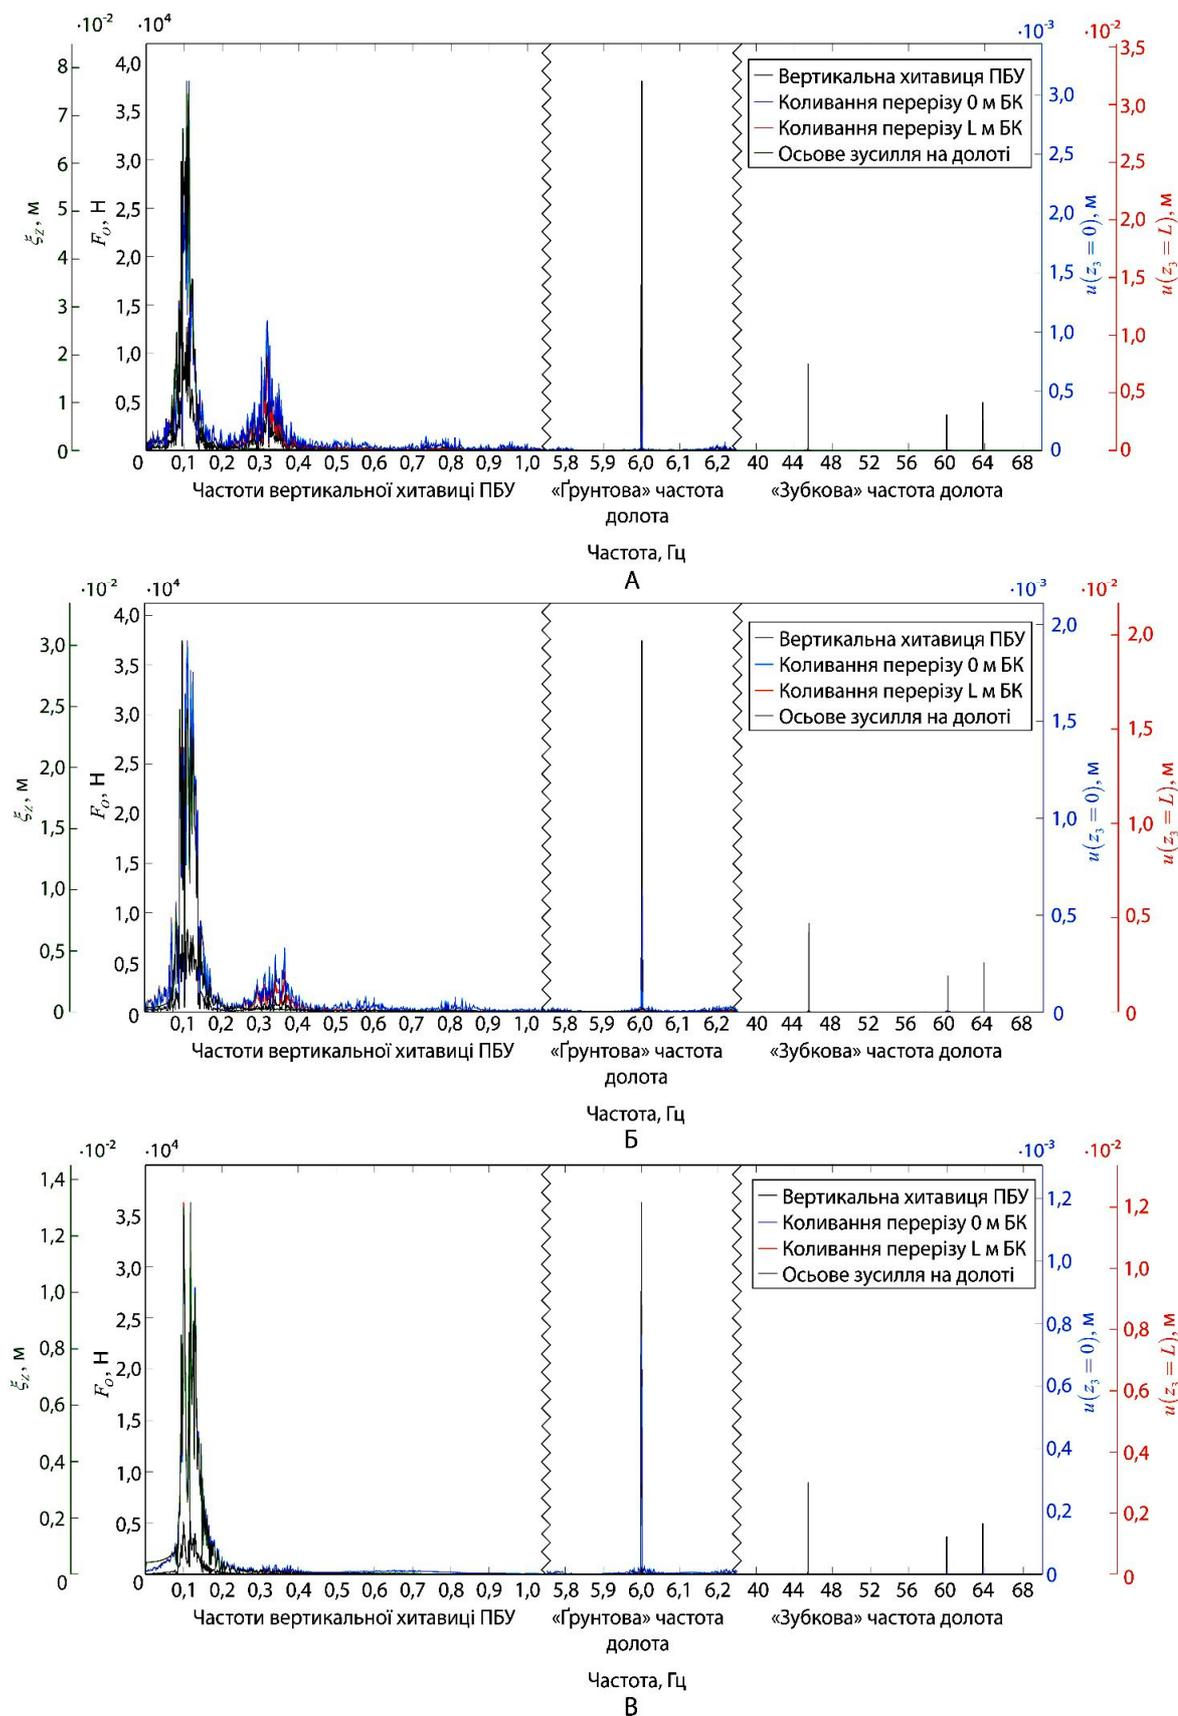 ·10⁻² ·10⁴ ·10⁻³ ·10⁻²
8 7 6 5 4 3 2 1 0
ξ_Z, м
4,0 3,5 3,0 2,5 2,0 1,5 1,0 0,5
F_O, Н
Вертикальна хитавиця ПБУ
Коливання перерізу 0 м БК
Коливання перерізу L м БК
Осьове зусилля на долоті
3,0 2,5 2,0 1,5 1,0 0,5 0
u(z₃ = 0), м
3,5 3,0 2,5 2,0 1,5 1,0 0,5 0
u(z₃ = L), м
0 0,1 0,2 0,3 0,4 0,5 0,6 0,7 0,8 0,9 1,0 5,8 5,9 6,0 6,1 6,2 40 44 48 52 56 60 64 68
Частоти вертикальної хитавиці ПБУ «Ґрунтова» частота «Зубкова» частота долота
долота
Частота, Гц
А
·10⁻² ·10⁴ ·10⁻³ ·10⁻²
3,0 2,5 2,0 1,5 1,0 0,5 0
ξ_Z, м
4,0 3,5 3,0 2,5 2,0 1,5 1,0 0,5
F_O, Н
Вертикальна хитавиця ПБУ
Коливання перерізу 0 м БК
Коливання перерізу L м БК
Осьове зусилля на долоті
2,0 1,5 1,0 0,5 0
u(z₃ = 0), м
2,0 1,5 1,0 0,5 0
u(z₃ = L), м
0 0,1 0,2 0,3 0,4 0,5 0,6 0,7 0,8 0,9 1,0 5,8 5,9 6,0 6,1 6,2 40 44 48 52 56 60 64 68
Частоти вертикальної хитавиці ПБУ «Ґрунтова» частота «Зубкова» частота долота
долота
Частота, Гц
Б
·10⁻² ·10⁴ ·10⁻³ ·10⁻²
1,4 1,2 1,0 0,8 0,6 0,4 0,2 0
ξ_Z, м
3,5 3,0 2,5 2,0 1,5 1,0 0,5
F_O, Н
Вертикальна хитавиця ПБУ
Коливання перерізу 0 м БК
Коливання перерізу L м БК
Осьове зусилля на долоті
1,2 1,0 0,8 0,6 0,4 0,2 0
u(z₃ = 0), м
1,2 1,0 0,8 0,6 0,4 0,2 0
u(z₃ = L), м
0 0,1 0,2 0,3 0,4 0,5 0,6 0,7 0,8 0,9 1,0 5,8 5,9 6,0 6,1 6,2 40 44 48 52 56 60 64 68
Частоти вертикальної хитавиці ПБУ «Ґрунтова» частота «Зубкова» частота долота
долота
Частота, Гц
В